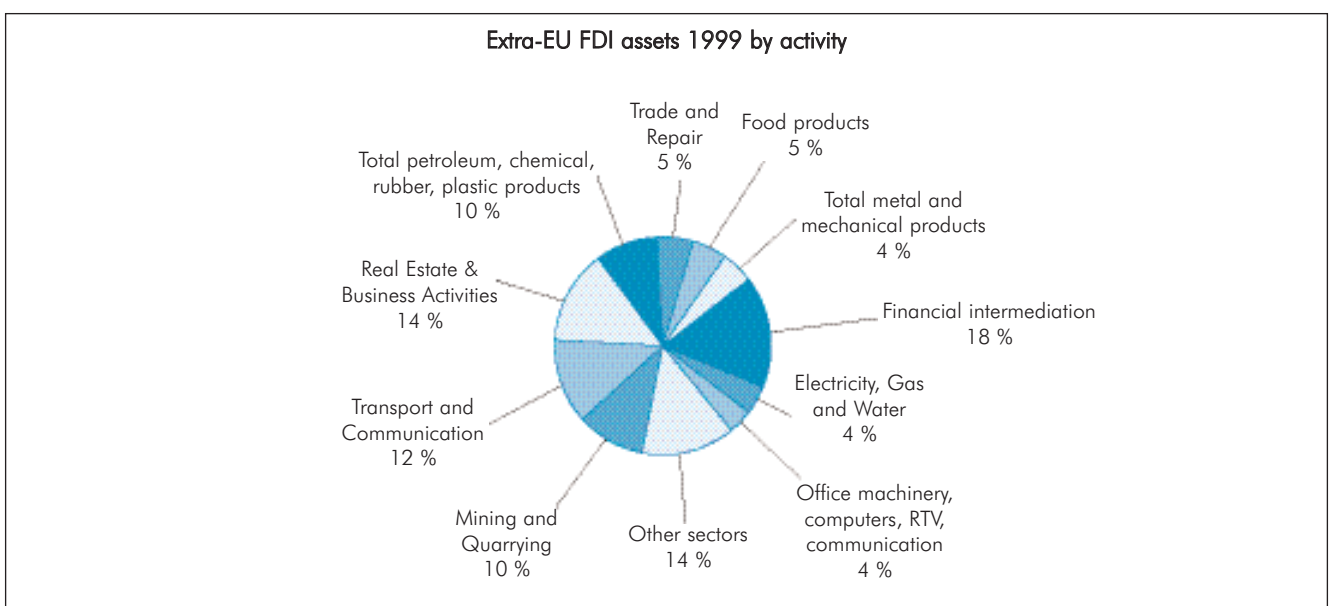 Extra-EU FDI assets 1999 by activity
Trade and
Repair
5 %
Food products
5 %
Total petroleum, chemical,
rubber, plastic products
10 %
Total metal and
mechanical products
4 %
Real Estate &
Business Activities
14 %
Financial intermediation
18 %
Electricity, Gas
and Water
4 %
Transport and
Communication
12 %
Office machinery,
computers, RTV,
communication
4 %
Mining and
Quarrying
10 %
Other sectors
14 %